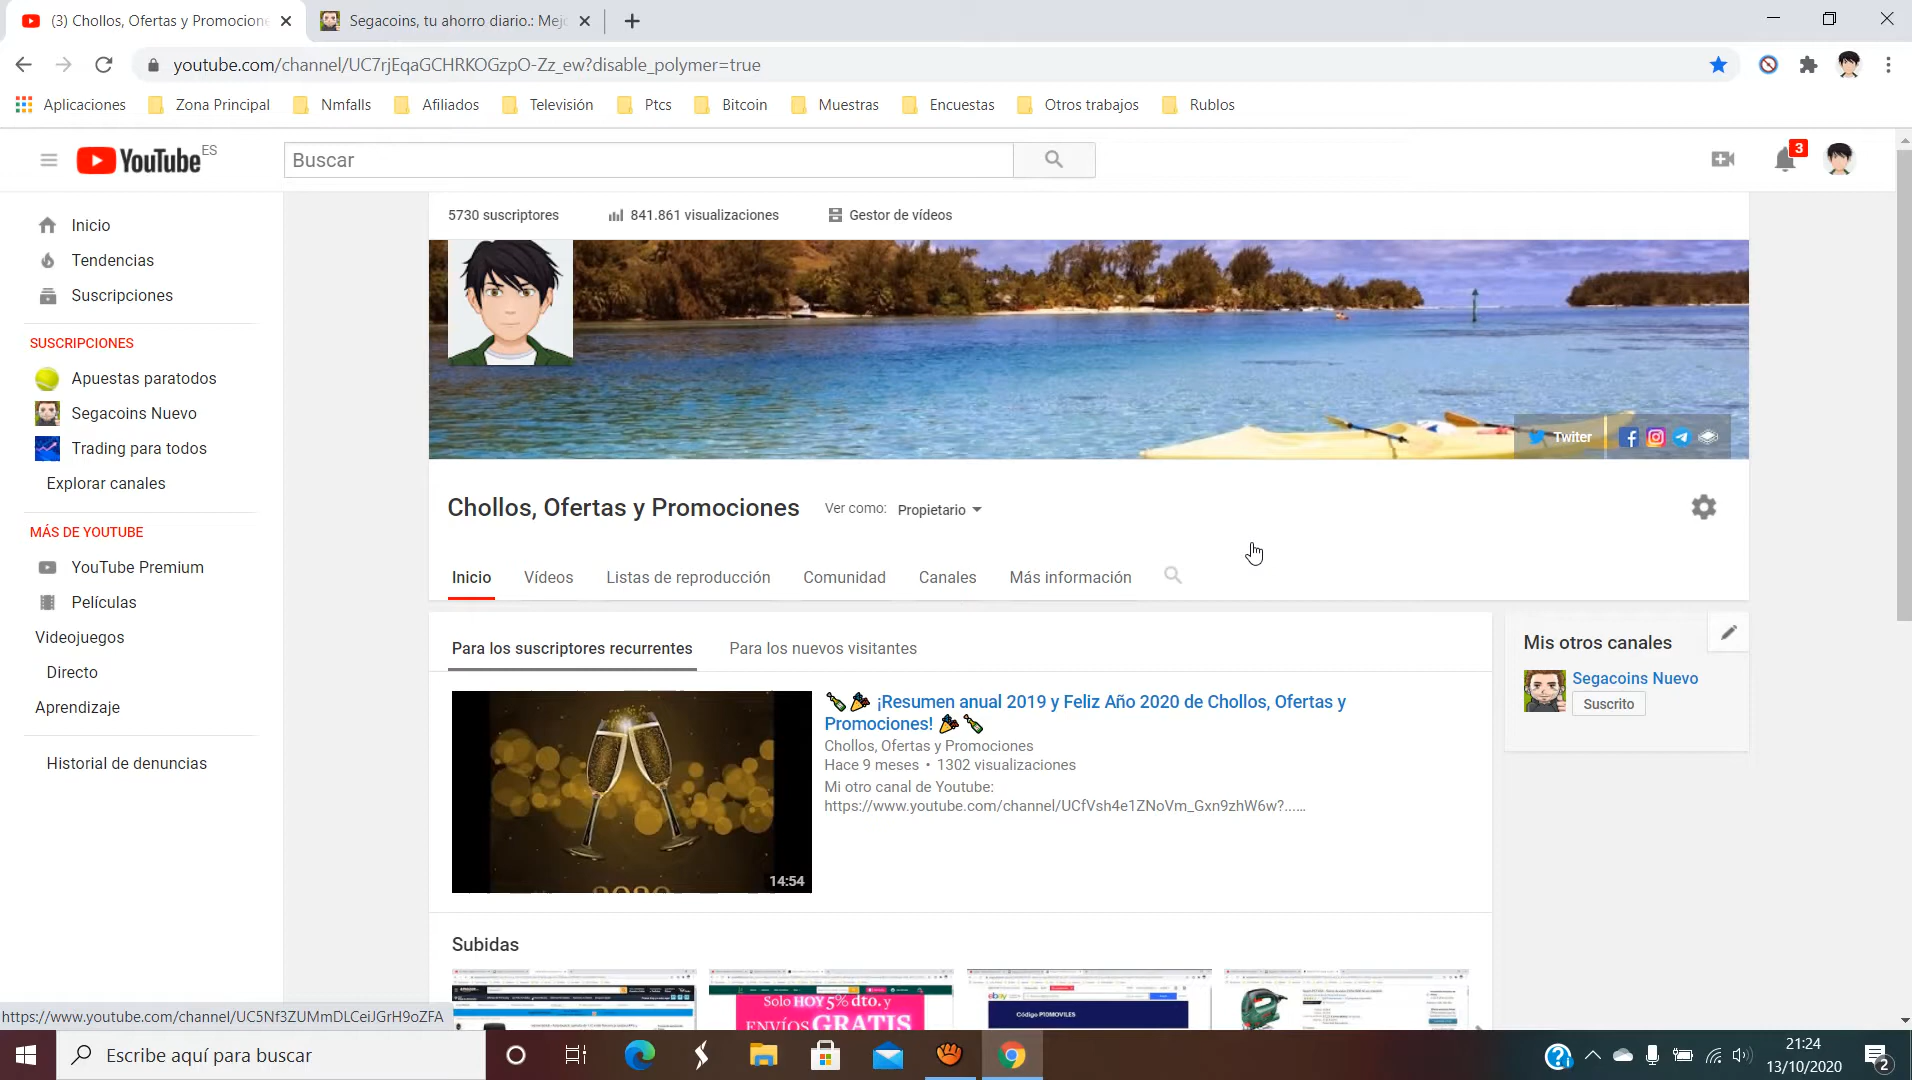 (3) Chollos, Ofertas y Promocione
Segacoins, tu ahorro diario.: Mejo
youtube.com/channel/UC7rjEqaGCHRKOGzpO-Zz_ew?disable_polymer=true
Aplicaciones Zona Principal Nmfalls Afiliados Televisión Ptcs Bitcoin Muestras Encuestas Otros trabajos Rublos
YouTube ES
Buscar
3
5730 suscriptores 841.861 visualizaciones Gestor de vídeos
Inicio
Tendencias
Suscripciones
SUSCRIPCIONES
Apuestas paratodos
Segacoins Nuevo
Trading para todos
Explorar canales
MÁS DE YOUTUBE
YouTube Premium
Películas
Videojuegos
Directo
Aprendizaje
Historial de denuncias
Twiter
Chollos, Ofertas y Promociones Ver como: Propietario
Inicio Vídeos Listas de reproducción Comunidad Canales Más información
Para los suscriptores recurrentes Para los nuevos visitantes
¡Resumen anual 2019 y Feliz Año 2020 de Chollos, Ofertas y
Promociones!
Chollos, Ofertas y Promociones
Hace 9 meses • 1302 visualizaciones
Mi otro canal de Youtube:
https://www.youtube.com/channel/UCfVsh4e1ZNoVm_Gxn9zhW6w?......
14:54
Mis otros canales
Segacoins Nuevo
Suscrito
Subidas
Solo HOY 5% dto. y
ENVÍOS GRATIS
ebay
Código P10MOVILES
https://www.youtube.com/channel/UC5Nf3ZUMmDLCeiJGrH9oZFA
Escribe aquí para buscar
21:24
13/10/2020
2